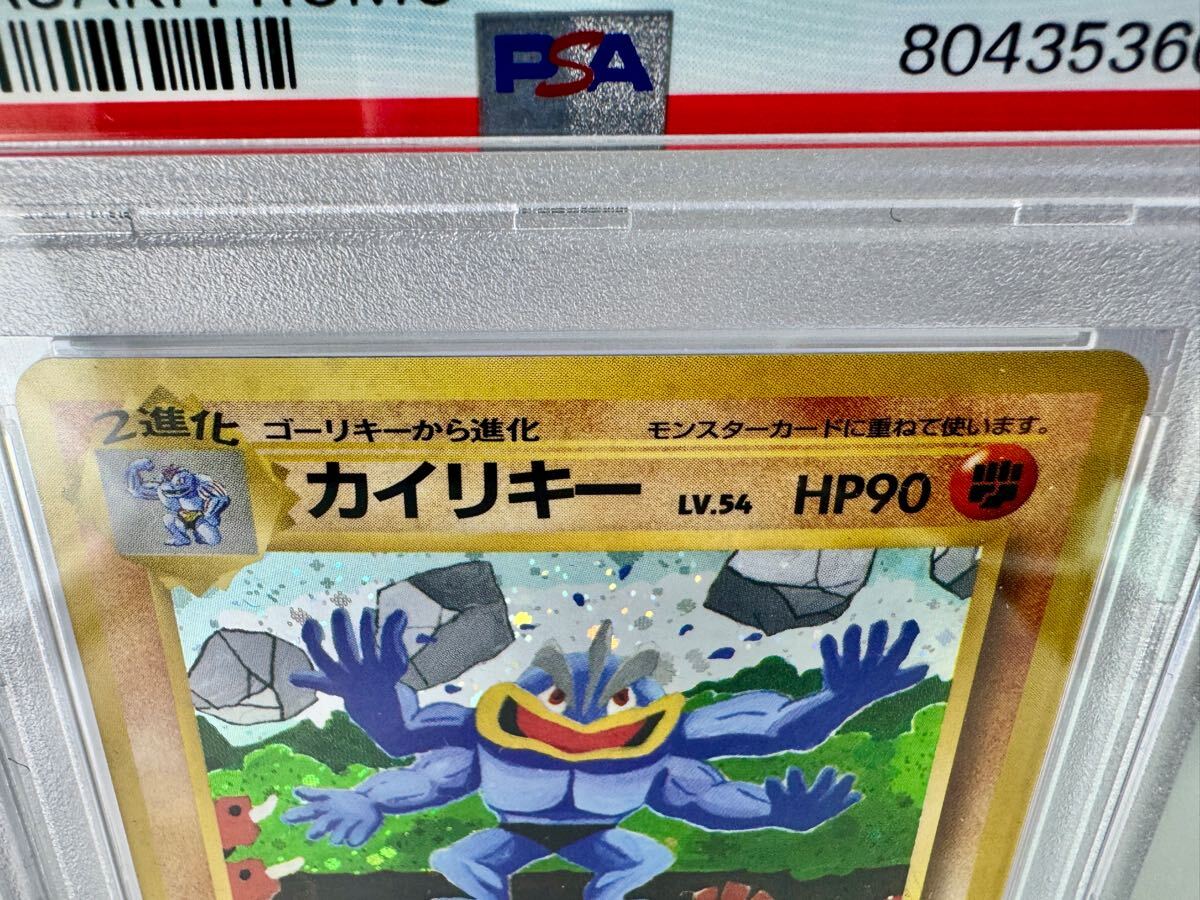 PSA
2進化
ゴーリキーから進化
モンスターカードに重ねて使います。
カイリキー
LV.54
HP90